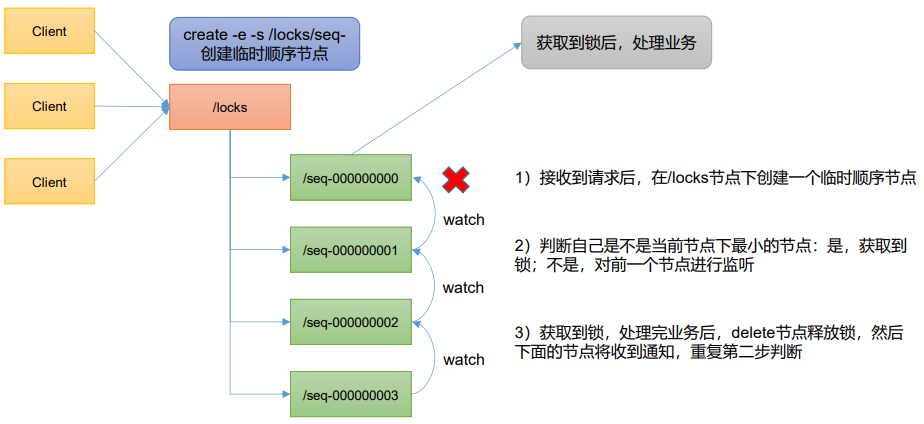 Client
create -e -s /locks/seq-
创建临时顺序节点
获取到锁后，处理业务
Client
/locks
Client
/seq-000000000
1）接收到请求后，在/locks节点下创建一个临时顺序节点
watch
/seq-000000001
2）判断自己是不是当前节点下最小的节点：是，获取到
锁；不是，对前一个节点进行监听
watch
/seq-000000002
3）获取到锁，处理完业务后，delete节点释放锁，然后
下面的节点将收到通知，重复第二步判断
watch
/seq-000000003